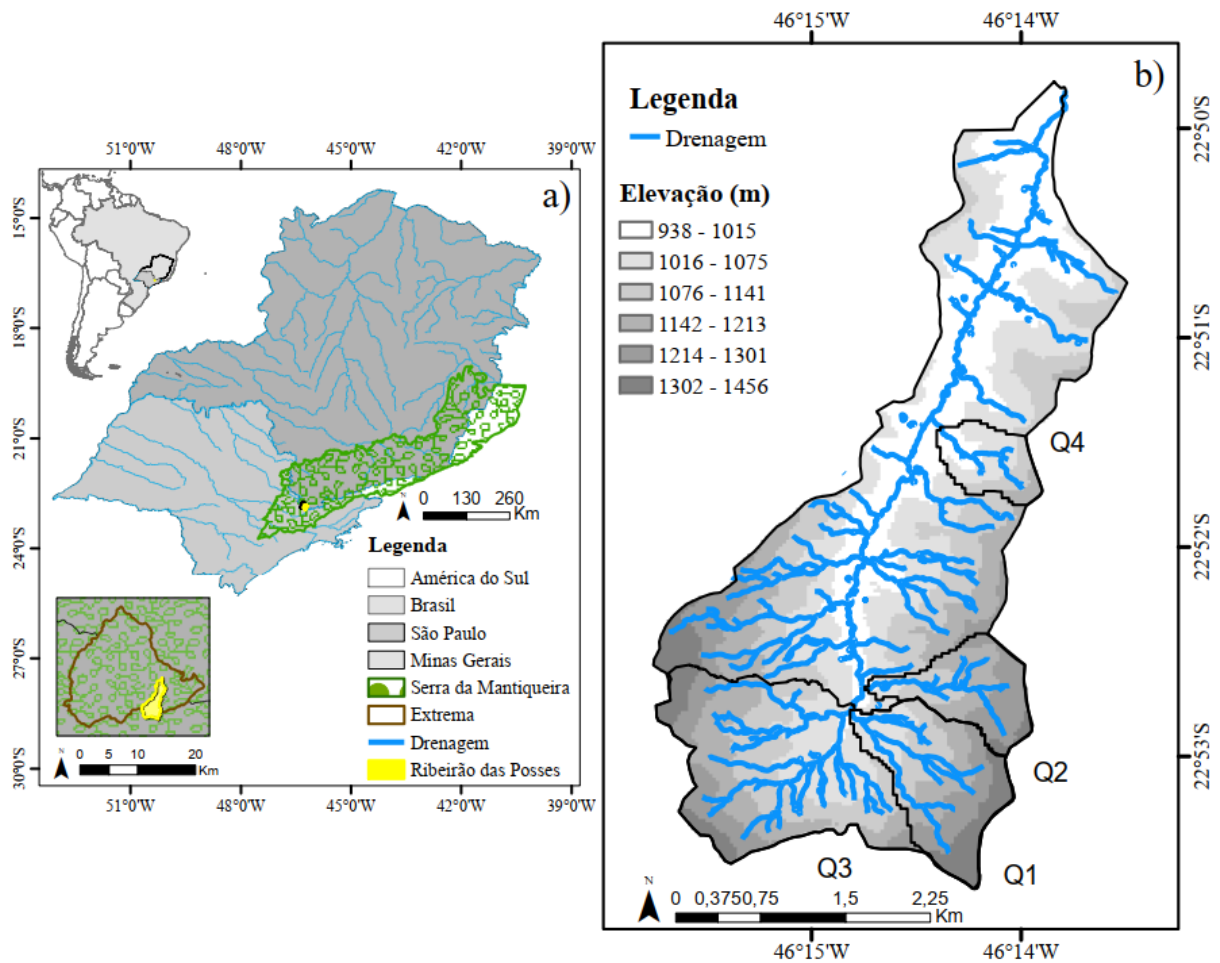 a)
51°0'W 48°0'W 45°0'W 42°0'W 39°0'W
15°0'S
18°0'S
21°0'S
24°0'S
27°0'S
30°0'S
N
0 130 260
Km
Legenda
América do Sul
Brasil
São Paulo
Minas Gerais
Serra da Mantiqueira
Extrema
Drenagem
Ribeirão das Posses
N
0 5 10 20
Km
51°0'W 48°0'W 45°0'W 42°0'W 39°0'W
46°15'W 46°14'W
b)
Legenda
Drenagem
Elevação (m)
938 - 1015
1016 - 1075
1076 - 1141
1142 - 1213
1214 - 1301
1302 - 1456
22°50'S
22°51'S
Q4
22°52'S
22°53'S
Q2
Q3
Q1
N
0 0,3750,75 1,5 2,25
Km
46°15'W 46°14'W